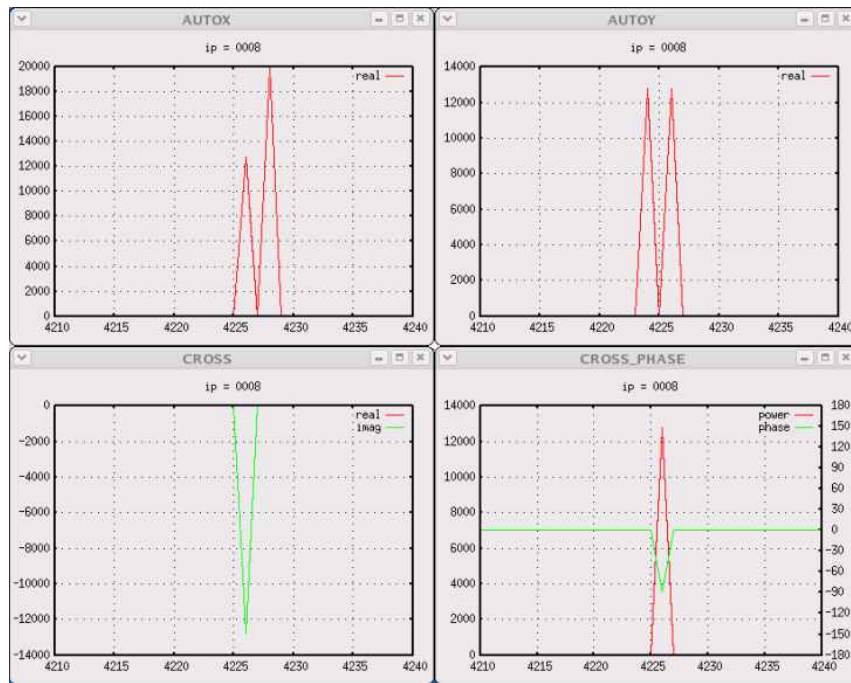 AUTOX
ip = 0008
real
20000
18000
16000
14000
12000
10000
8000
6000
4000
2000
0
4210 4215 4220 4225 4230 4235 4240
AUTOY
ip = 0008
real
14000
12000
10000
8000
6000
4000
2000
0
4210 4215 4220 4225 4230 4235 4240
CROSS
ip = 0008
real
imag
0
-2000
-4000
-6000
-8000
-10000
-12000
-14000
4210 4215 4220 4225 4230 4235 4240
CROSS_PHASE
ip = 0008
power
phase
14000
12000
10000
8000
6000
4000
2000
0
180
150
120
90
60
30
0
-30
-60
-90
-120
-150
-180
4210 4215 4220 4225 4230 4235 4240